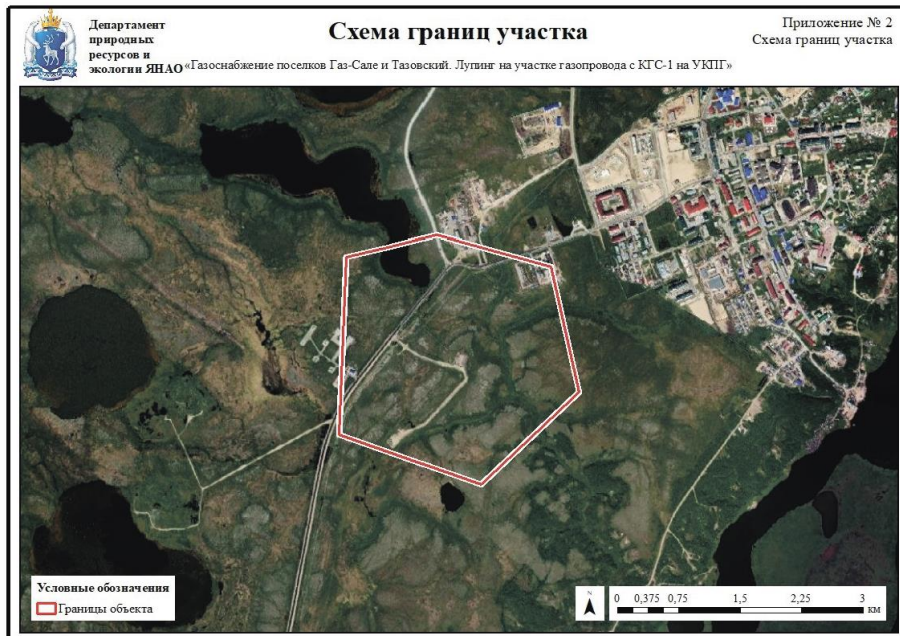 Департамент
природных
ресурсов и
экологии ЯНАО
Схема границ участка
Приложение № 2
Схема границ участка
«Газоснабжение поселков Газ-Сале и Тазовский. Лупинг на участке газопровода с КГС-1 на УКПГ»
Условные обозначения
Границы объекта
N
0 0,375 0,75 1,5 2,25 3
км